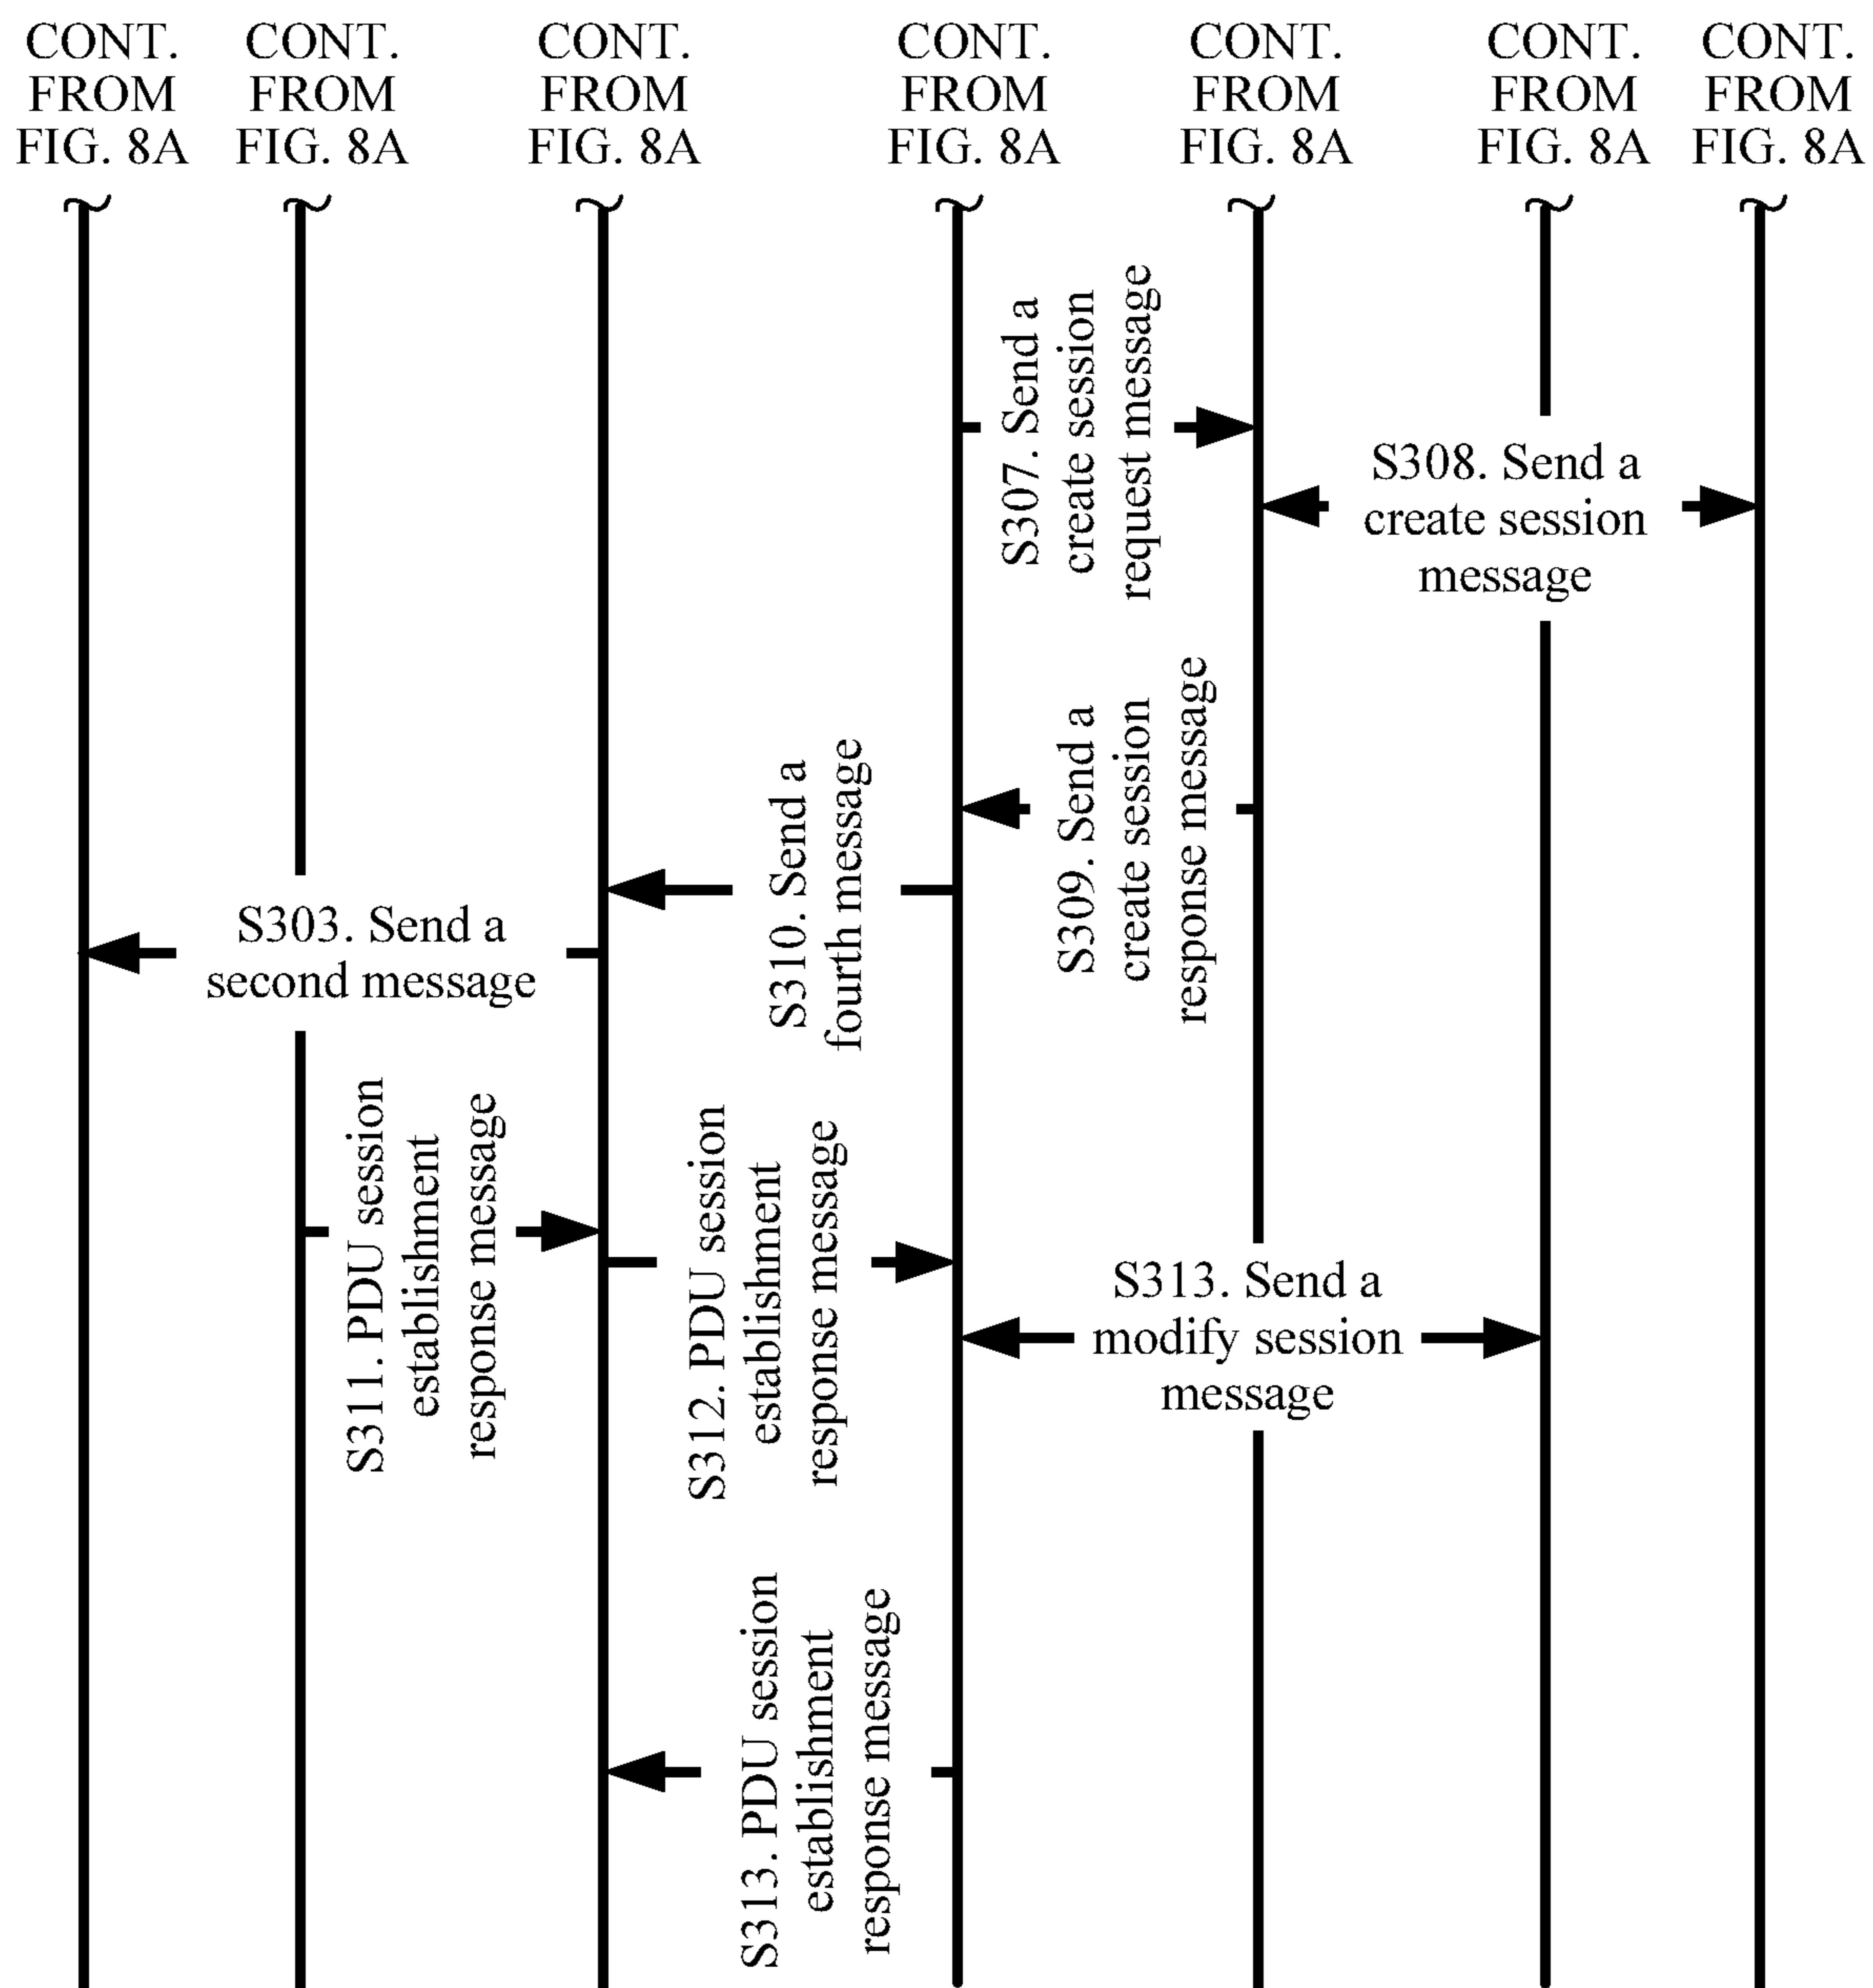 CONT.
FROM
FIG. 8A
CONT.
FROM
FIG. 8A
CONT.
FROM
FIG. 8A
CONT.
FROM
FIG. 8A
CONT.
FROM
FIG. 8A
CONT.
FROM
FIG. 8A
CONT.
FROM
FIG. 8A
S307. Send a
create session
request message
S308. Send a
create session
message
S309. Send a
create session
response message
S310. Send a
fourth message
S303. Send a
second message
S311. PDU session
establishment
response message
S312. PDU session
establishment
response message
S313. Send a
modify session
message
S313. PDU session
establishment
response message